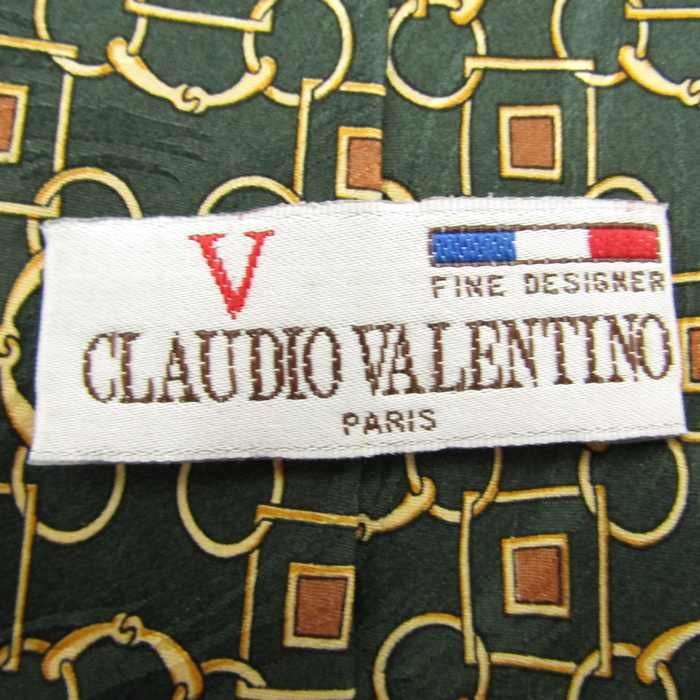 V
FINE DESIGNER
CLAUDIO VALENTINO
PARIS